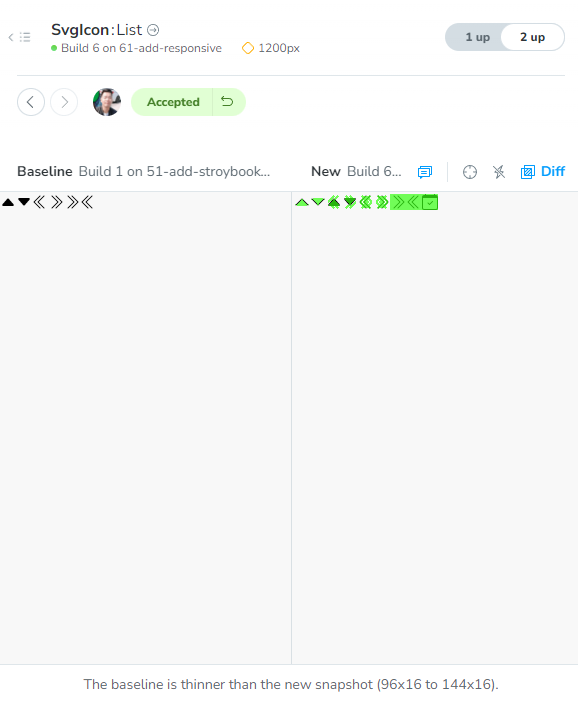 SvgIcon: List
Build 6 on 61-add-responsive
1200px
1 up
2 up
Accepted
Baseline Build 1 on 51-add-stroybook...
New Build 6...
Diff
The baseline is thinner than the new snapshot (96x16 to 144x16).